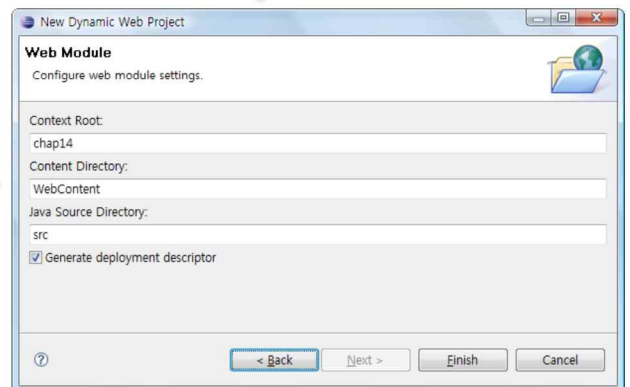 New Dynamic Web Project
Web Module
Configure web module settings.
Context Root:
chap14
Content Directory:
WebContent
Java Source Directory:
src
Generate deployment descriptor
?
< Back
Next >
Finish
Cancel